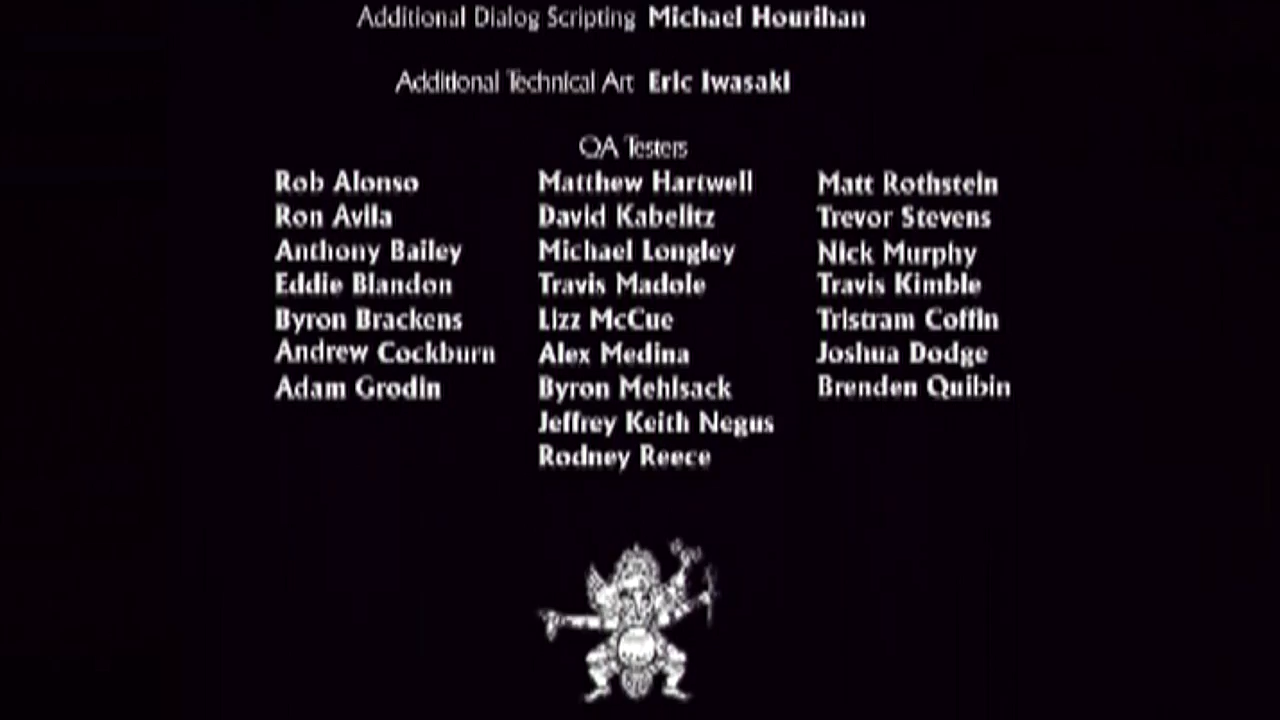 Additional Dialog Scripting Michael Hourihan
Additional Technical Art Eric Iwasaki
QA Testers
Rob Alonso Matthew Hartwell Matt Rothstein
Ron Avila David Kabelitz Trevor Stevens
Anthony Bailey Michael Longley Nick Murphy
Eddie Blandon Travis Madole Travis Kimble
Byron Brackens Lizz McCue Tristram Coffin
Andrew Cockburn Alex Medina Joshua Dodge
Adam Grodin Byron Mehlsack Brenden Quibin
Jeffrey Keith Negus
Rodney Reece